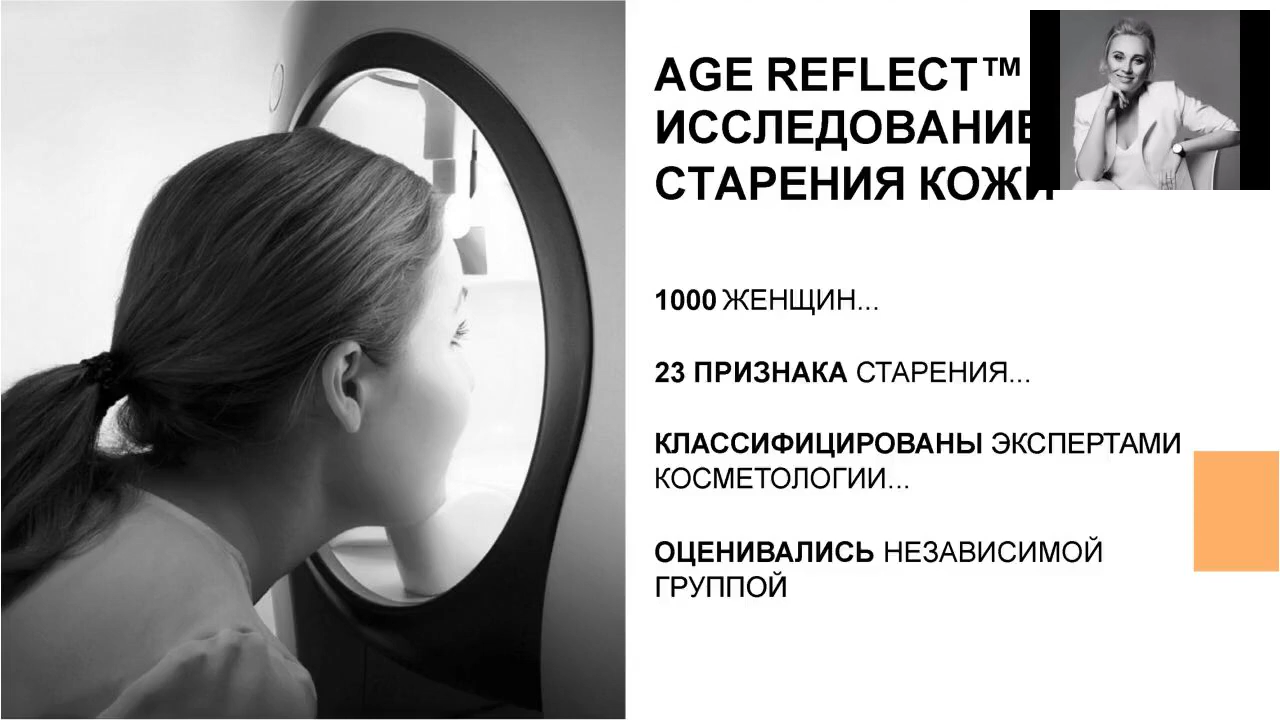 AGE REFLECT™
ИССЛЕДОВАНИЕ
СТАРЕНИЯ КОЖИ
1000 ЖЕНЩИН...
23 ПРИЗНАКА СТАРЕНИЯ...
КЛАССИФИЦИРОВАНЫ ЭКСПЕРТАМИ
КОСМЕТОЛОГИИ...
ОЦЕНИВАЛИСЬ НЕЗАВИСИМОЙ
ГРУППОЙ